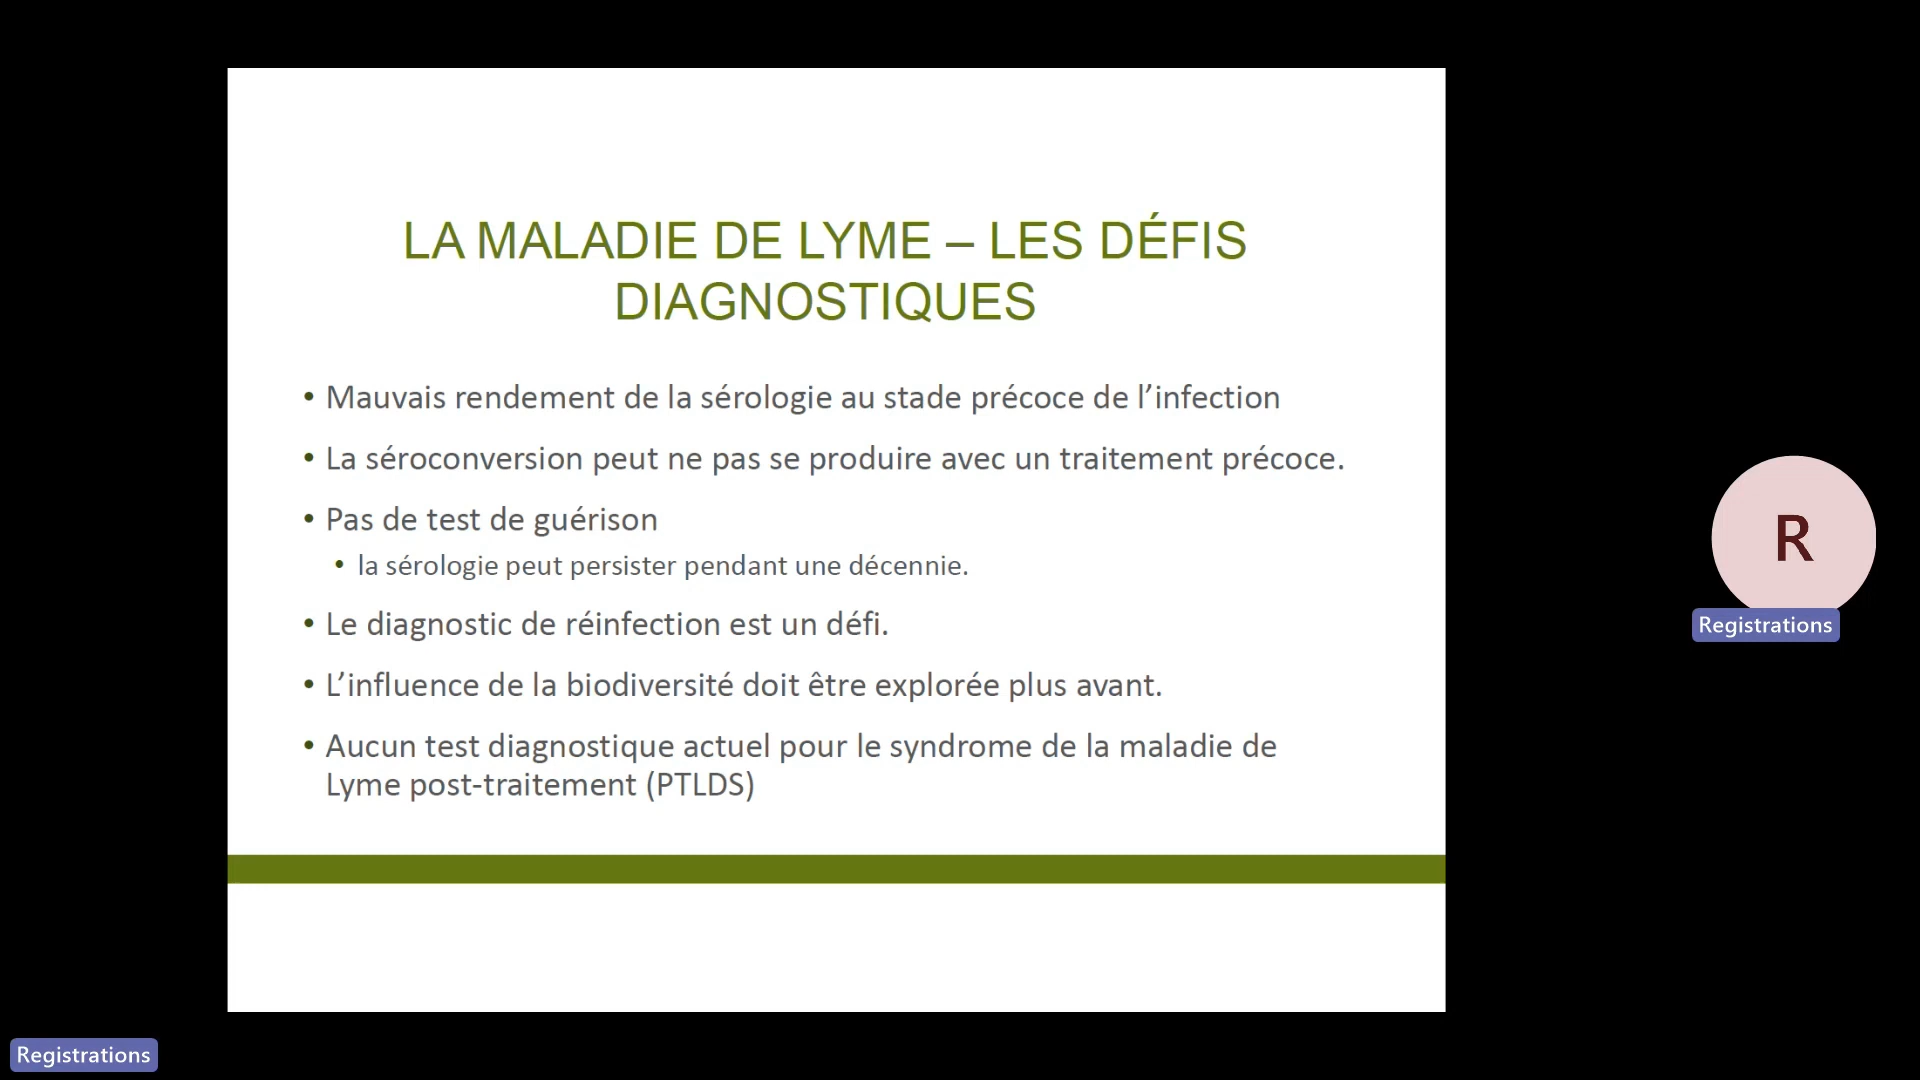 LA MALADIE DE LYME – LES DÉFIS
DIAGNOSTIQUES
• Mauvais rendement de la sérologie au stade précoce de l’infection
• La séroconversion peut ne pas se produire avec un traitement précoce.
• Pas de test de guérison
• la sérologie peut persister pendant une décennie.
• Le diagnostic de réinfection est un défi.
• L’influence de la biodiversité doit être explorée plus avant.
• Aucun test diagnostique actuel pour le syndrome de la maladie de
Lyme post-traitement (PTLDS)
R
Registrations
Registrations